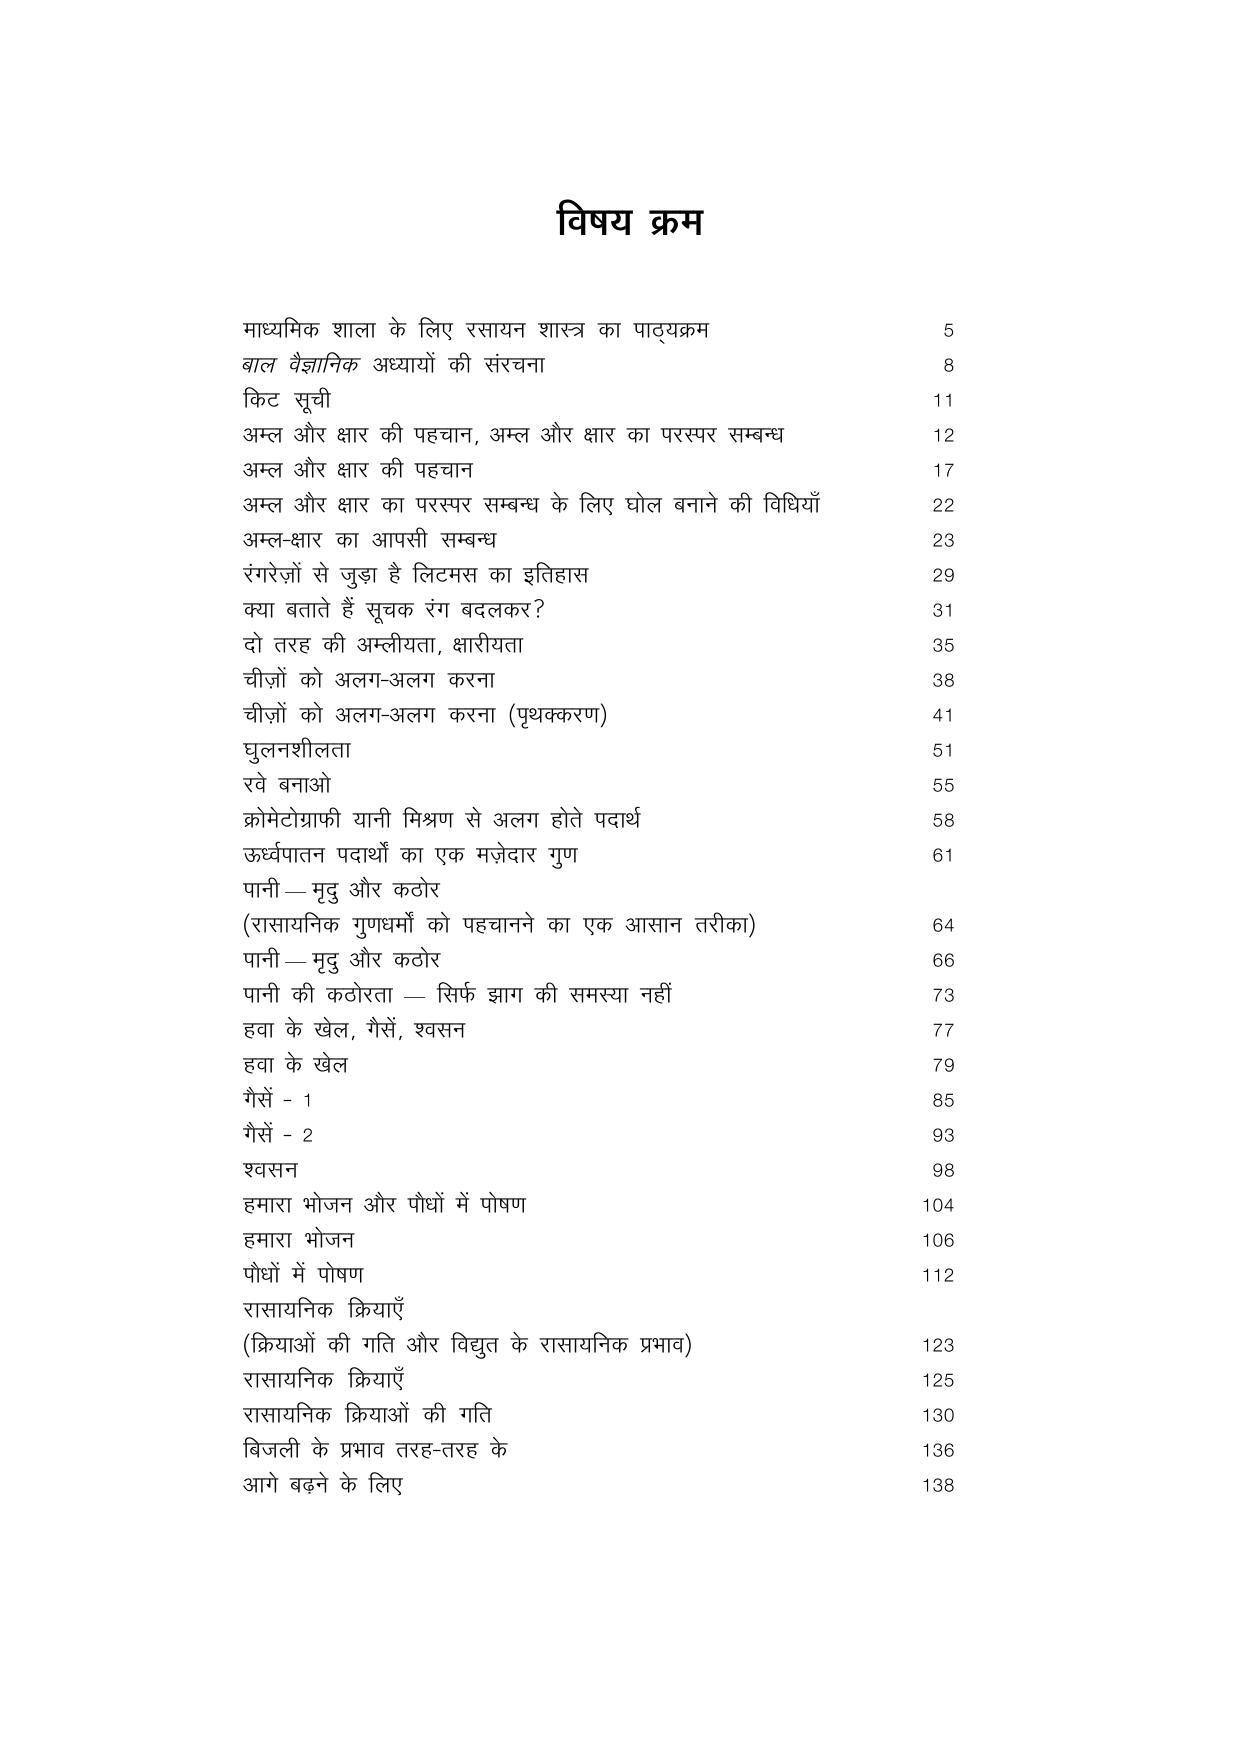 विषय क्रम
माध्यमिक शाला के लिए रसायन शास्त्र का पाठ्यक्रम 5
बाल वैज्ञानिक अध्यायों की संरचना 8
किट सूची 11
अम्ल और क्षार की पहचान, अम्ल और क्षार का परस्पर सम्बन्ध 12
अम्ल और क्षार की पहचान 17
अम्ल और क्षार का परस्पर सम्बन्ध के लिए घोल बनाने की विधियाँ 22
अम्ल-क्षार का आपसी सम्बन्ध 23
रंगरेज़ों से जुड़ा है लिटमस का इतिहास 29
क्या बताते हैं सूचक रंग बदलकर? 31
दो तरह की अम्लीयता, क्षारीयता 35
चीज़ों को अलग-अलग करना 38
चीज़ों को अलग-अलग करना (पृथक्करण) 41
घुलनशीलता 51
रवे बनाओ 55
क्रोमेटोग्राफी यानी मिश्रण से अलग होते पदार्थ 58
ऊर्ध्वपातन पदार्थों का एक मज़ेदार गुण 61
पानी — मृदु और कठोर
(रासायनिक गुणधर्मों को पहचानने का एक आसान तरीका) 64
पानी — मृदु और कठोर 66
पानी की कठोरता — सिर्फ झाग की समस्या नहीं 73
हवा के खेल, गैसें, श्वसन 77
हवा के खेल 79
गैसें - 1 85
गैसें - 2 93
श्वसन 98
हमारा भोजन और पौधों में पोषण 104
हमारा भोजन 106
पौधों में पोषण 112
रासायनिक क्रियाएँ
(क्रियाओं की गति और विद्युत के रासायनिक प्रभाव) 123
रासायनिक क्रियाएँ 125
रासायनिक क्रियाओं की गति 130
बिजली के प्रभाव तरह-तरह के 136
आगे बढ़ने के लिए 138